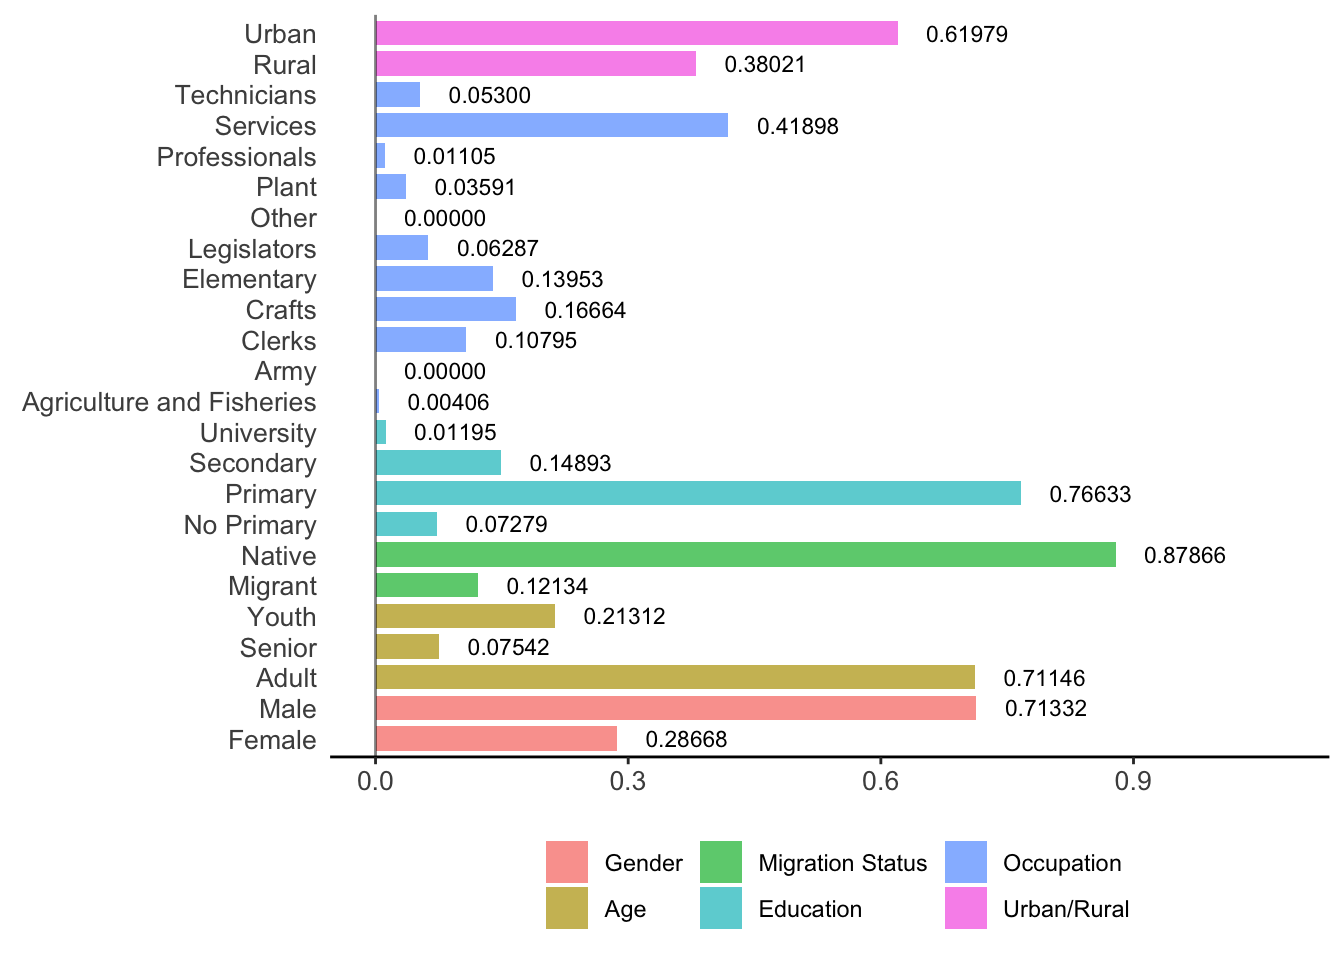 Urban 0.61979
Rural 0.38021
Technicians 0.05300
Services 0.41898
Professionals 0.01105
Plant 0.03591
Other 0.00000
Legislators 0.06287
Elementary 0.13953
Crafts 0.16664
Clerks 0.10795
Army 0.00000
Agriculture and Fisheries 0.00406
University 0.01195
Secondary 0.14893
Primary 0.76633
No Primary 0.07279
Native 0.87866
Migrant 0.12134
Youth 0.21312
Senior 0.07542
Adult 0.71146
Male 0.71332
Female 0.28668
0.0 0.3 0.6 0.9
Gender Migration Status Occupation
Age Education Urban/Rural